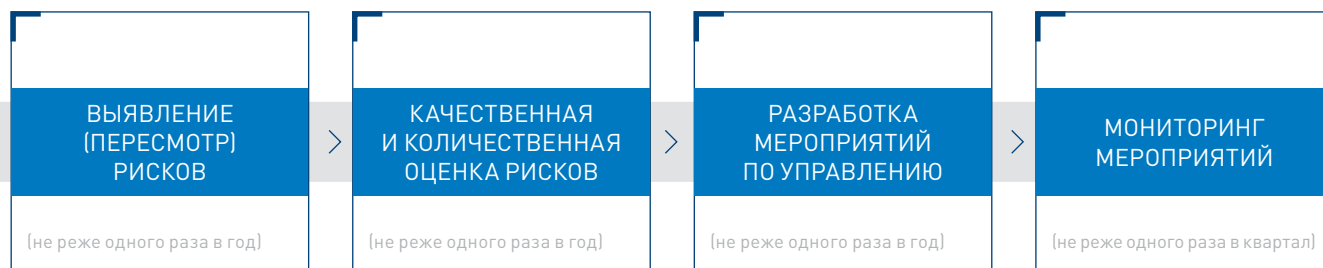 ВЫЯВЛЕНИЕ
(ПЕРЕСМОТР)
РИСКОВ
(не реже одного раза в год)
КАЧЕСТВЕННАЯ
И КОЛИЧЕСТВЕННАЯ
ОЦЕНКА РИСКОВ
(не реже одного раза в год)
РАЗРАБОТКА
МЕРОПРИЯТИЙ
ПО УПРАВЛЕНИЮ
(не реже одного раза в год)
МОНИТОРИНГ
МЕРОПРИЯТИЙ
(не реже одного раза в квартал)